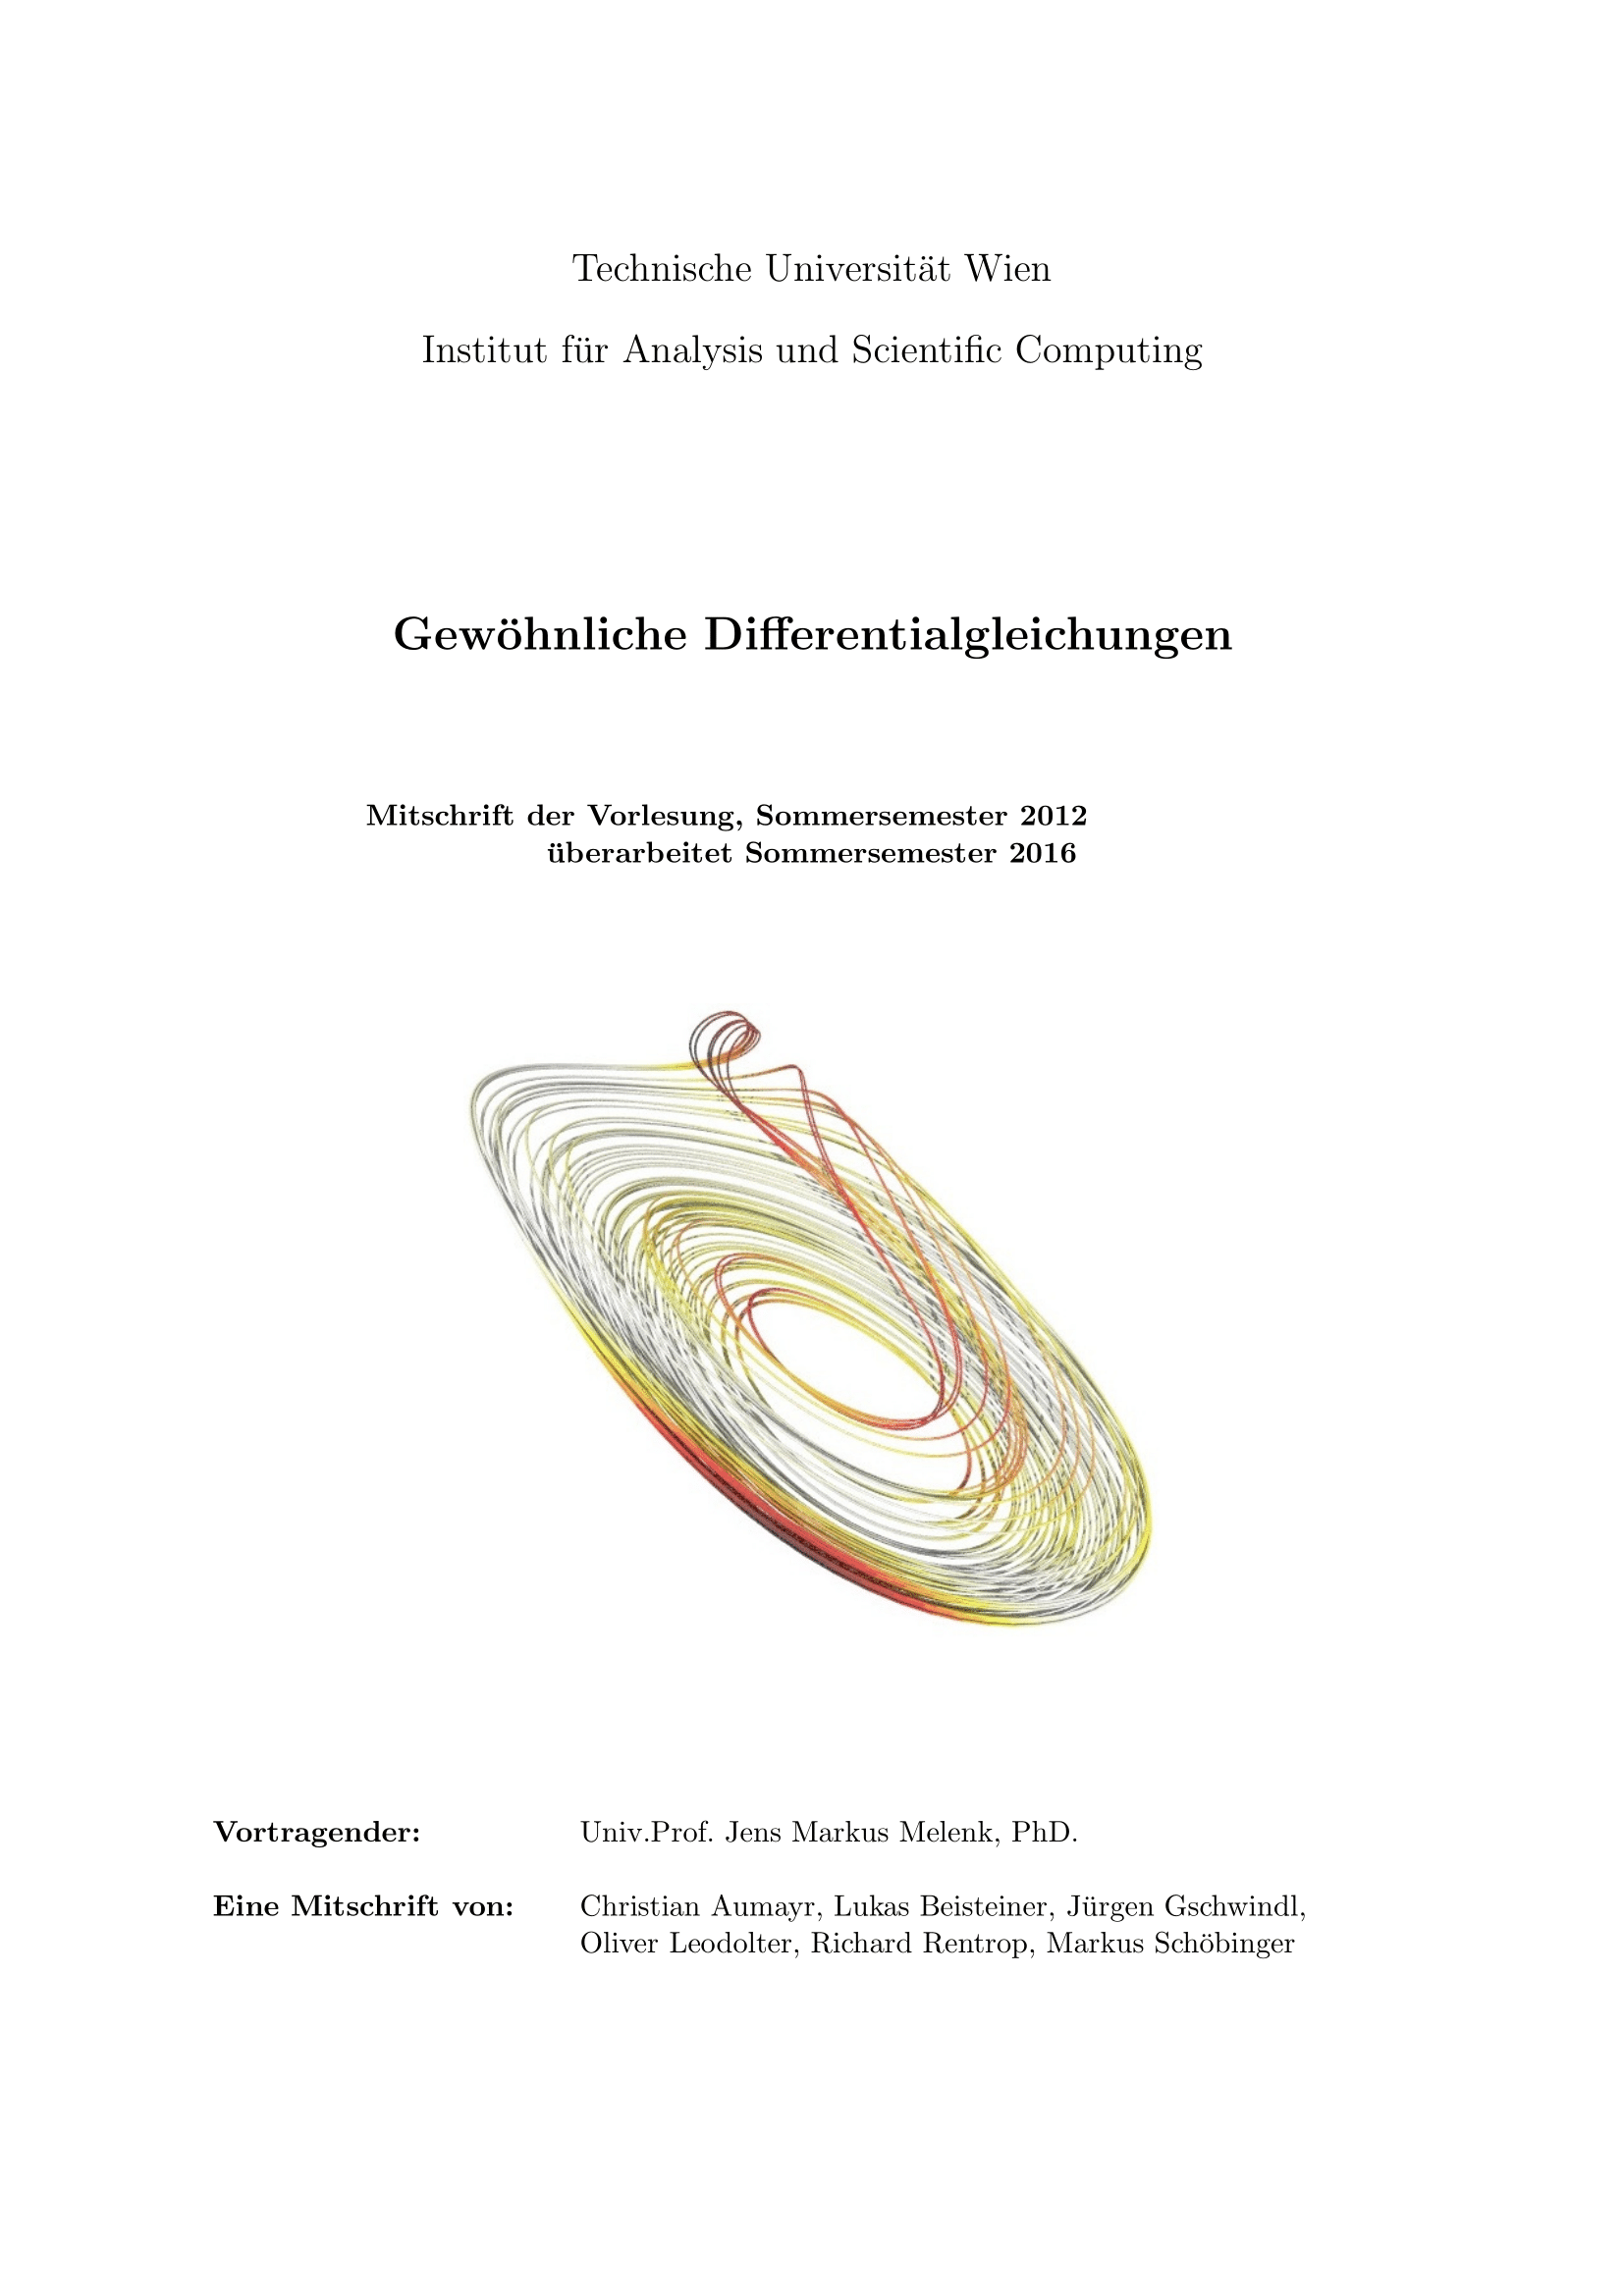 Technische Universität Wien
Institut für Analysis und Scientific Computing
Gewöhnliche Differentialgleichungen
Mitschrift der Vorlesung, Sommersemester 2012
überarbeitet Sommersemester 2016
Vortragender: Univ.Prof. Jens Markus Melenk, PhD.
Eine Mitschrift von: Christian Aumayr, Lukas Beisteiner, Jürgen Gschwindl,
Oliver Leodolter, Richard Rentrop, Markus Schöbinger